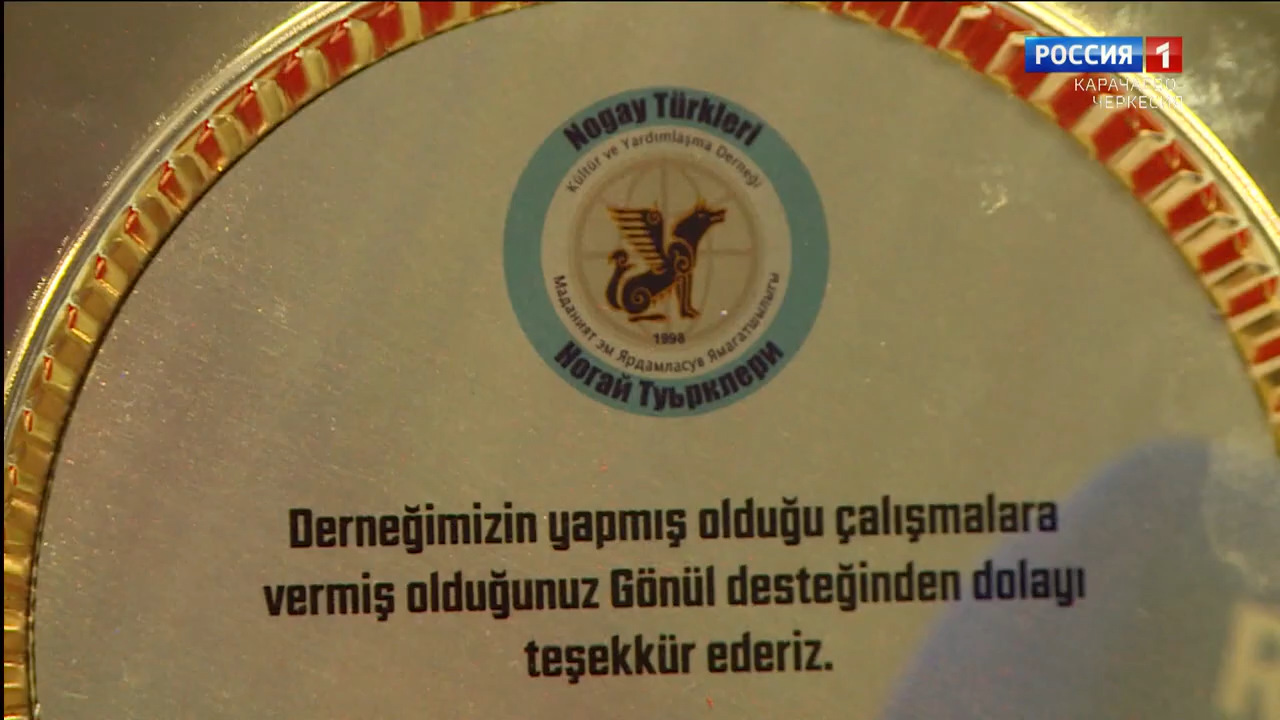 РОССИЯ 1
КАРАЧАЕВО-
ЧЕРКЕСИЯ
Nogay Türkleri
Kültür ve Yardımlaşma Derneği
1998
Маданият эм Ярдамласув Ямагатшылыгы
Ногай Туьрклери
Derneğimizin yapmış olduğu çalışmalara
vermiş olduğunuz Gönül desteğinden dolayı
teşekkür ederiz.